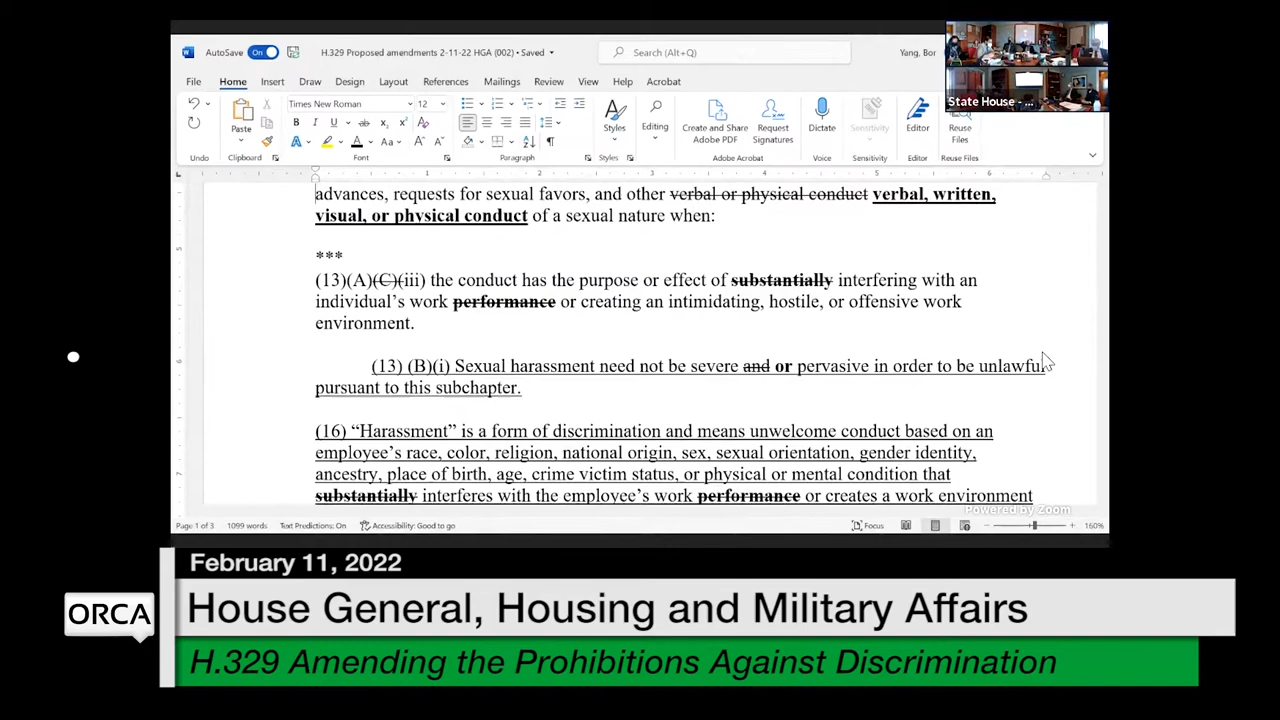 AutoSave On H.329 Proposed amendments 2-11-22 HGA (002) • Saved Search (Alt+Q) Yang, Bor
File Home Insert Draw Design Layout References Mailings Review View Help Acrobat
State House - ...
Times New Roman 12
Paste Styles Editing Create and Share Adobe PDF Request Signatures Dictate Sensitivity Editor Reuse Files
Undo Clipboard Font Paragraph Styles Adobe Acrobat Voice Sensitivity Editor Reuse Files
1 2 3 4 5 6
advances, requests for sexual favors, and other verbal or physical conduct verbal, written,
visual, or physical conduct of a sexual nature when:
***
(13)(A)(C)(iii) the conduct has the purpose or effect of substantially interfering with an
individual's work performance or creating an intimidating, hostile, or offensive work
environment.
(13) (B)(i) Sexual harassment need not be severe and or pervasive in order to be unlawful
pursuant to this subchapter.
(16) “Harassment” is a form of discrimination and means unwelcome conduct based on an
employee's race, color, religion, national origin, sex, sexual orientation, gender identity,
ancestry, place of birth, age, crime victim status, or physical or mental condition that
substantially interferes with the employee's work performance or creates a work environment
Powered by Zoom
Page 1 of 3 1099 words Text Predictions: On Accessibility: Good to go Focus 160%
February 11, 2022
ORCA
House General, Housing and Military Affairs
H.329 Amending the Prohibitions Against Discrimination